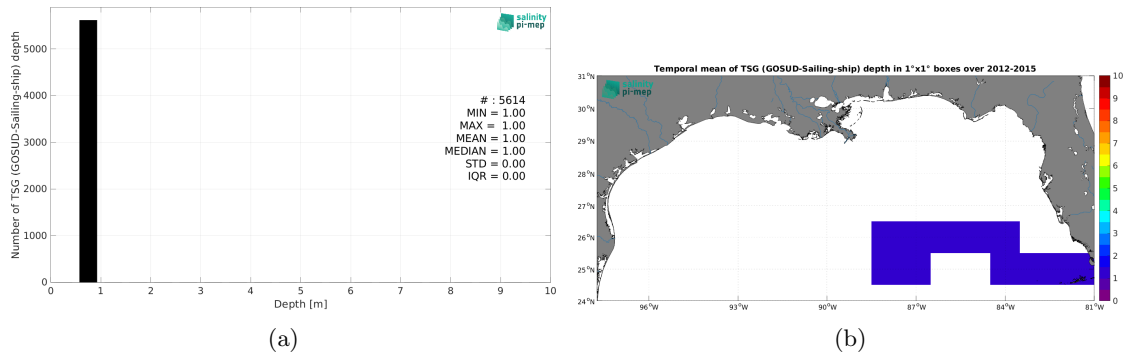 salinity
pi-mep
Number of TSG (GOSUD-Sailing-ship) depth
5000
4000
3000
2000
1000
0
# : 5614
MIN = 1.00
MAX = 1.00
MEAN = 1.00
MEDIAN = 1.00
STD = 0.00
IQR = 0.00
0 1 2 3 4 5 6 7 8 9 10
Depth [m]
(a)
Temporal mean of TSG (GOSUD-Sailing-ship) depth in 1°x1° boxes over 2012-2015
salinity
pi-mep
31°N
30°N
29°N
28°N
27°N
26°N
25°N
24°N
96°W 93°W 90°W 87°W 84°W 81°W
10
9
8
7
6
5
4
3
2
1
0
(b)